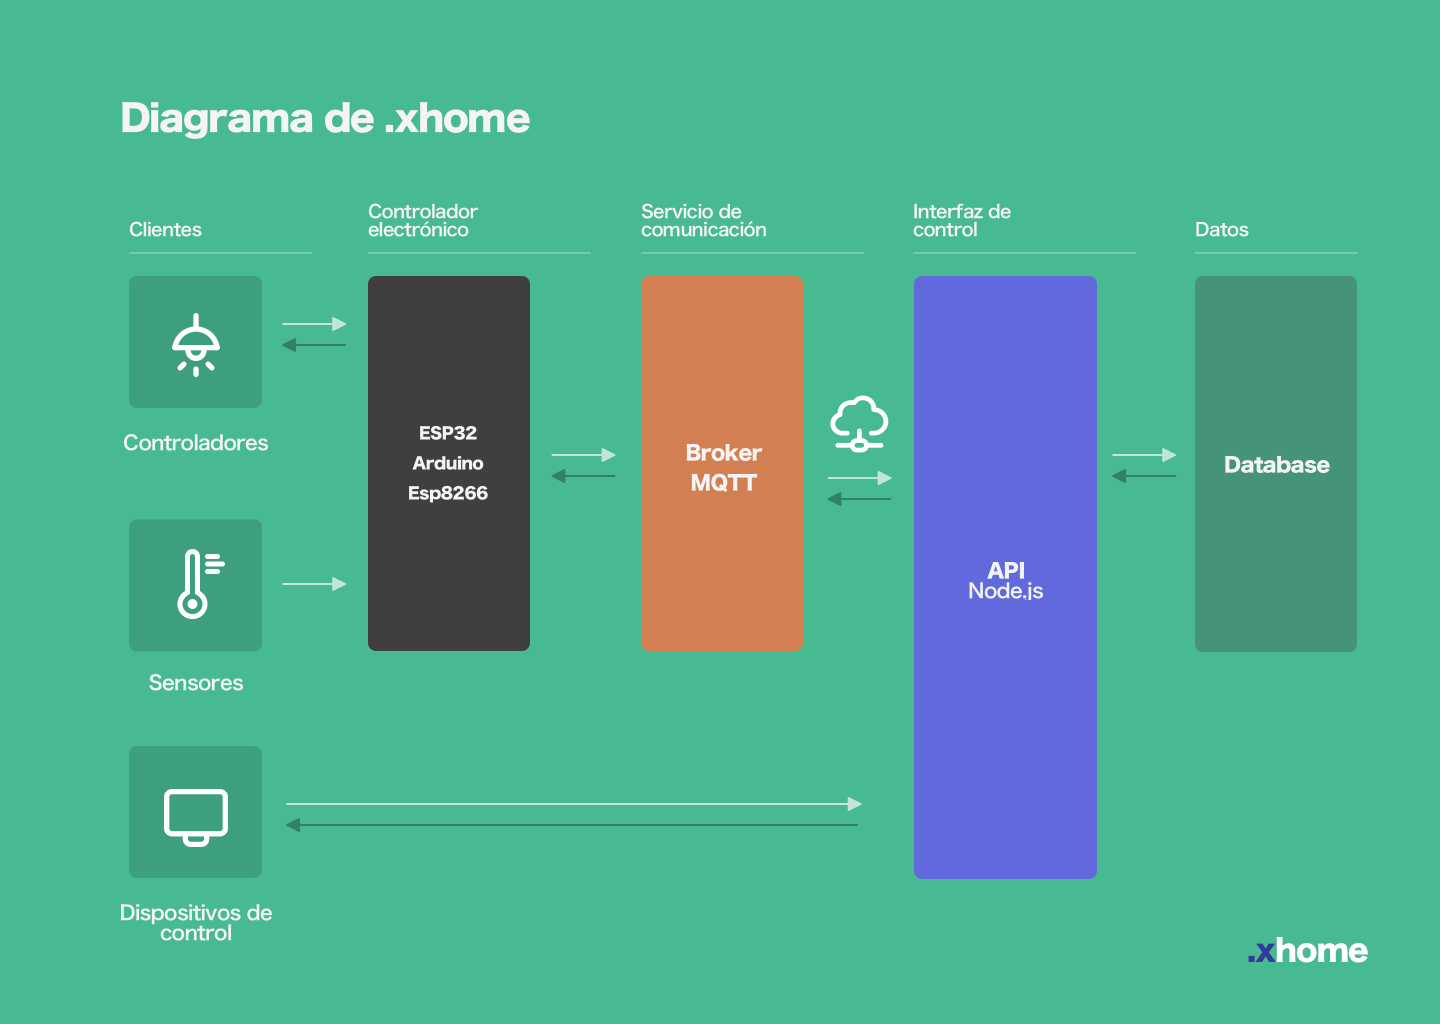 Diagrama de .xhome
Clientes
Controlador
electrónico
Servicio de
comunicación
Interfaz de
control
Datos
Controladores
Sensores
Dispositivos de
control
ESP32
Arduino
Esp8266
Broker
MQTT
API
Node.js
Database
.xhome